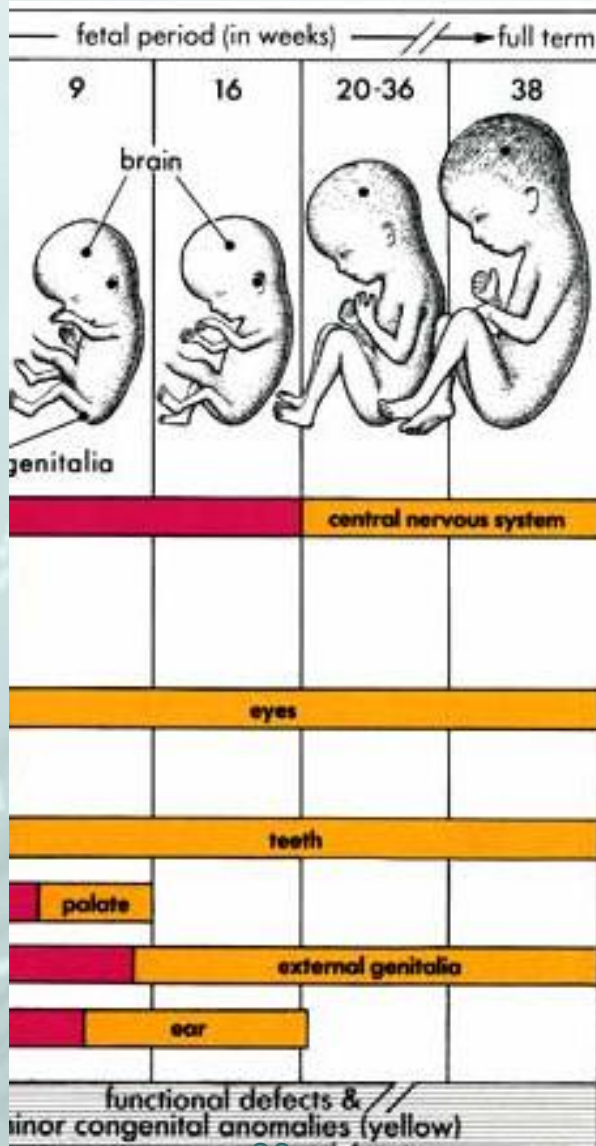 fetal period (in weeks) full term
9 16 20-36 38
brain
genitalia
central nervous system
eyes
teeth
palate
external genitalia
ear
functional defects &
minor congenital anomalies (yellow)